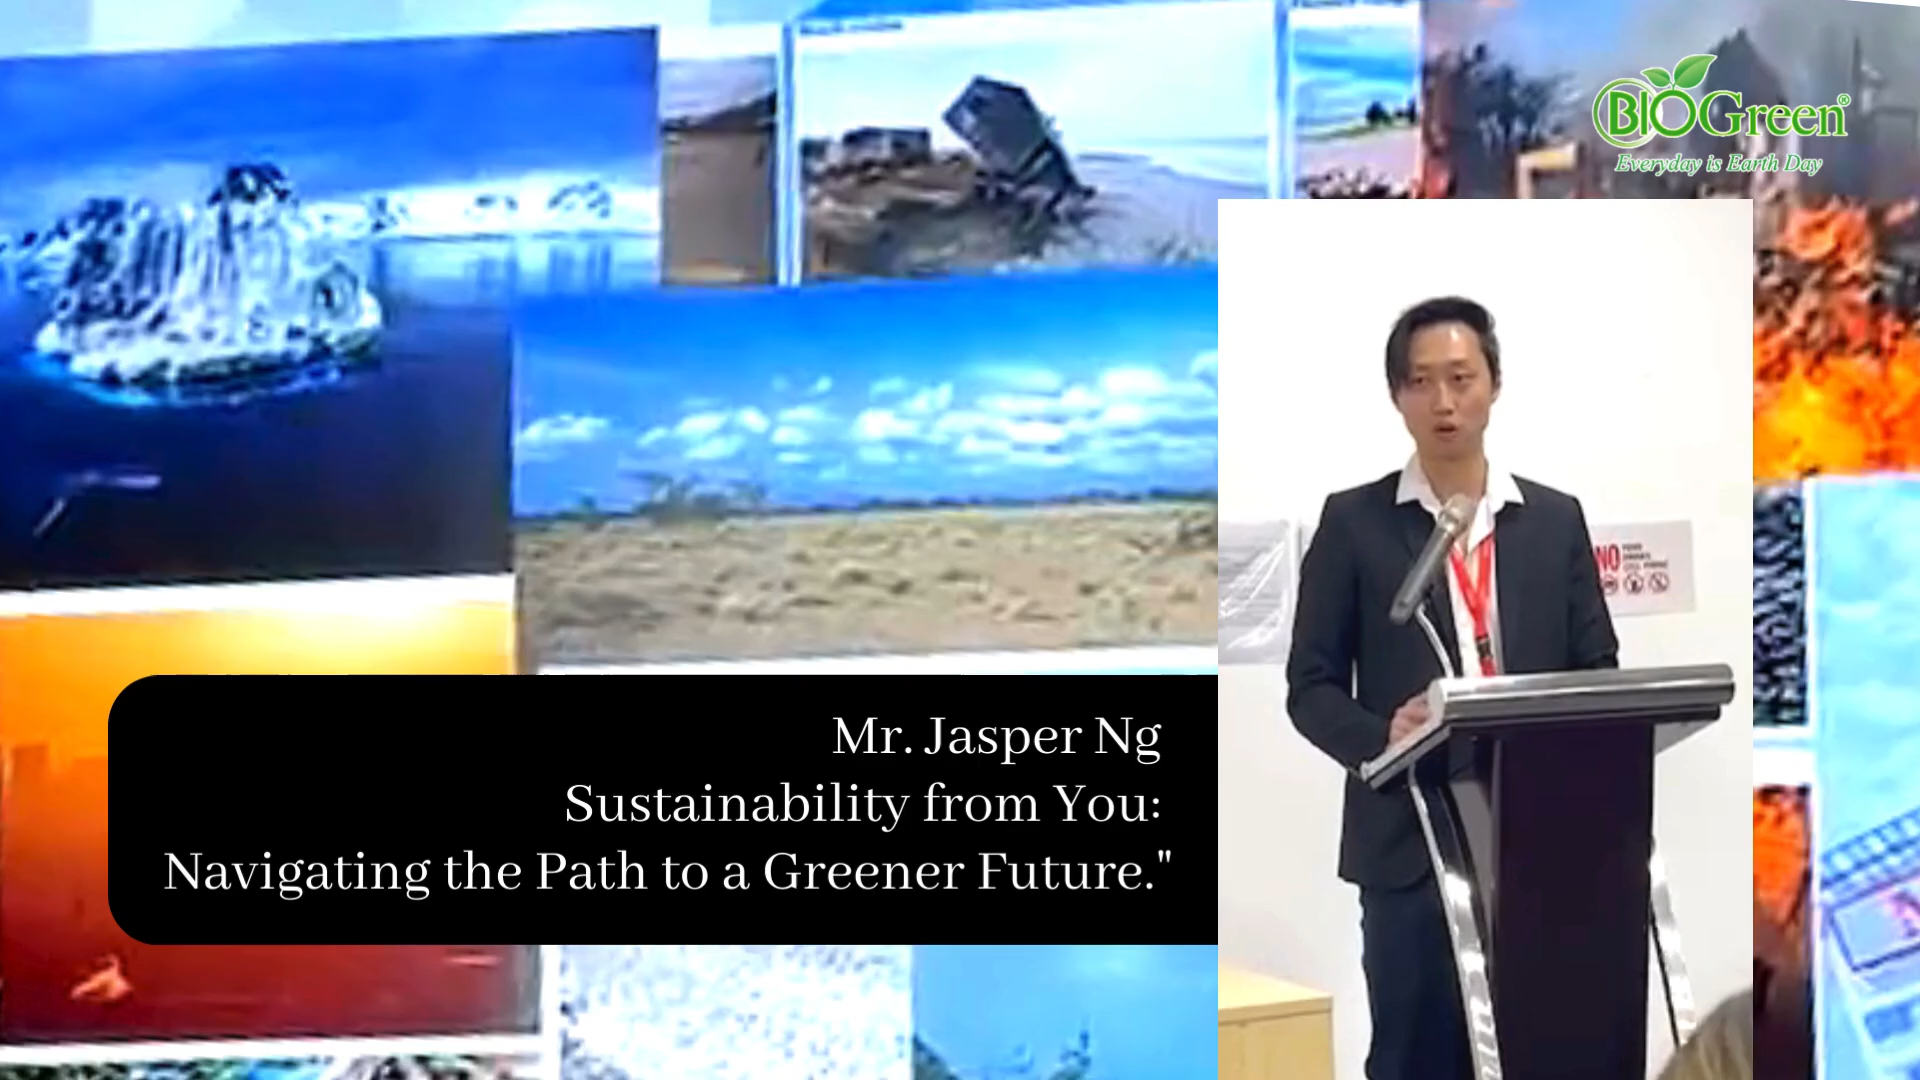 BIOGreen®
Everyday is Earth Day
NO
Mr. Jasper Ng
Sustainability from You:
Navigating the Path to a Greener Future."